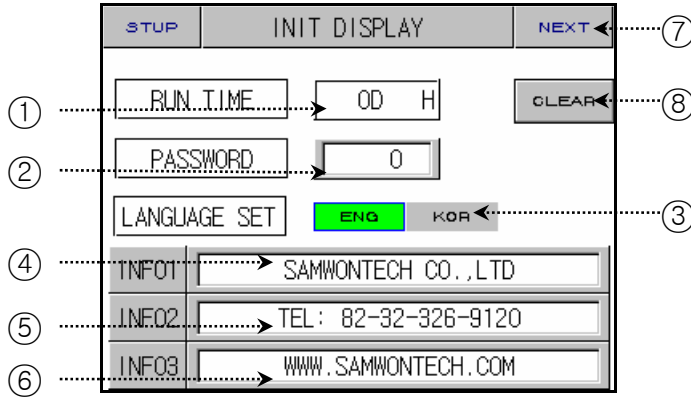 STUP INIT DISPLAY NEXT ⑦
① RUN TIME 0D H CLEAR ⑧
② PASSWORD 0
LANGUAGE SET ENG KOR ③
④ INFO1 SAMWONTECH CO.,LTD
⑤ INFO2 TEL: 82-32-326-9120
⑥ INFO3 WWW.SAMWONTECH.COM